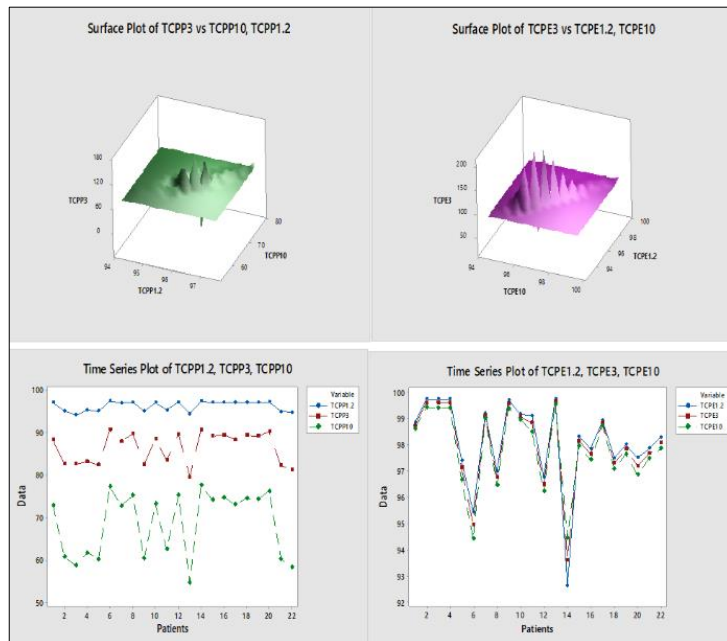 Surface Plot of TCPP3 vs TCPP10, TCPP1.2
180
120
TCPP3
60
0
94
95
96
97
TCPP1.2
60
70
80
TCPP10
Surface Plot of TCPE3 vs TCPE1.2, TCPE10
200
150
TCPE3
100
50
94
96
98
100
TCPE10
94
96
98
100
TCPE1.2
Time Series Plot of TCPP1.2, TCPP3, TCPP10
100
90
80
70
60
50
Data
2 4 6 8 10 12 14 16 18 20 22
Patients
Variable
TCPP1.2
TCPP3
TCPP10
Time Series Plot of TCPE1.2, TCPE3, TCPE10
100
99
98
97
96
95
94
93
92
Data
2 4 6 8 10 12 14 16 18 20 22
Patients
Variable
TCPE1.2
TCPE3
TCPE10